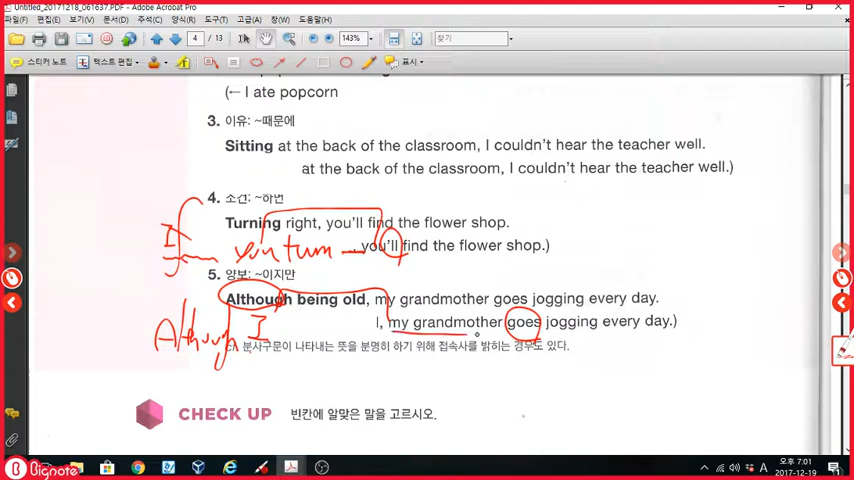 Untitled_20171218_061637.PDF - Adobe Acrobat Pro
파일(F) 편집(E) 보기(V) 문서(D) 주석(C) 양식(R) 도구(T) 고급(A) 창(W) 도움말(H)
4 / 13 143% 찾기
스티커 노트 텍스트 편집 표시
(← I ate popcorn
3. 이유: ~때문에
Sitting at the back of the classroom, I couldn't hear the teacher well.
at the back of the classroom, I couldn't hear the teacher well.)
4. 조건: ~하면
Turning right, you'll find the flower shop.
If you turn you'll find the flower shop.)
5. 양보: ~이지만
Although being old, my grandmother goes jogging every day.
Although I l, my grandmother goes jogging every day.)
cf. 분사구문이 나타내는 뜻을 분명히 하기 위해 접속사를 밝히는 경우도 있다.
CHECK UP 빈칸에 알맞은 말을 고르시오.
Bignote
A 오후 7:01
2017-12-19